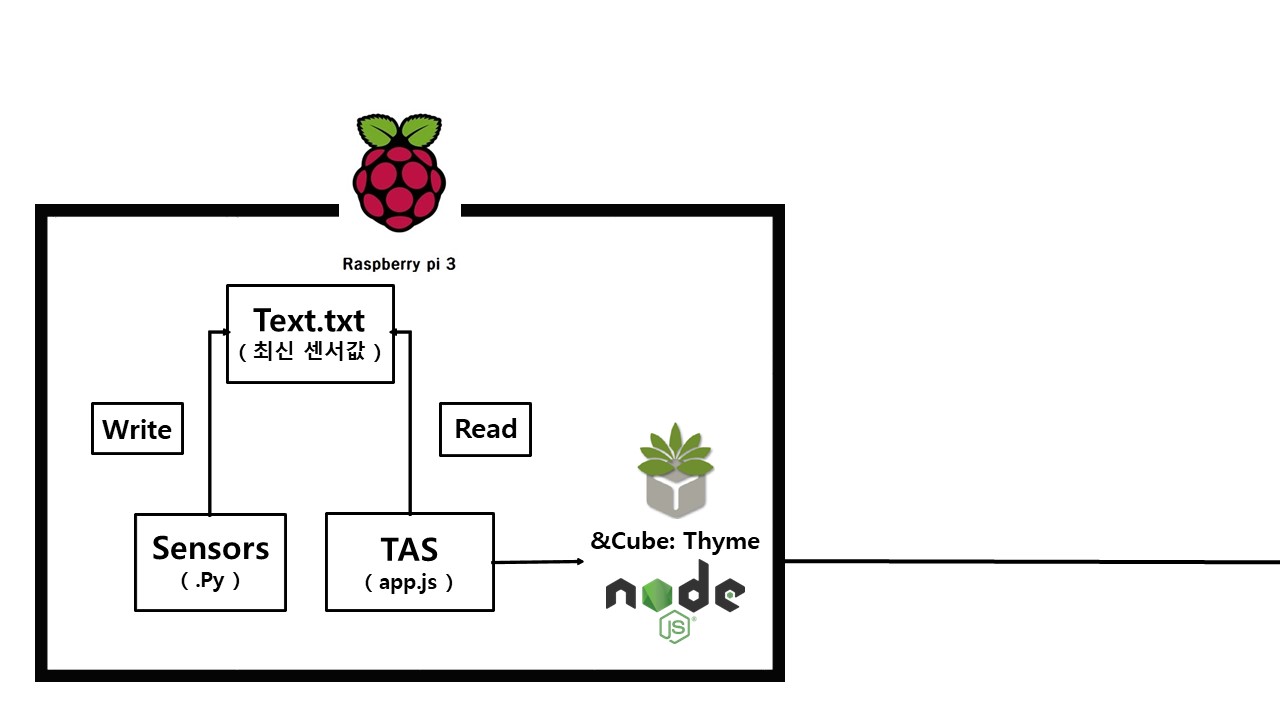 Raspberry pi 3
Text.txt
( 최신 센서값 )
Write
Read
Sensors
( .Py )
TAS
( app.js )
&Cube: Thyme
node
JS®